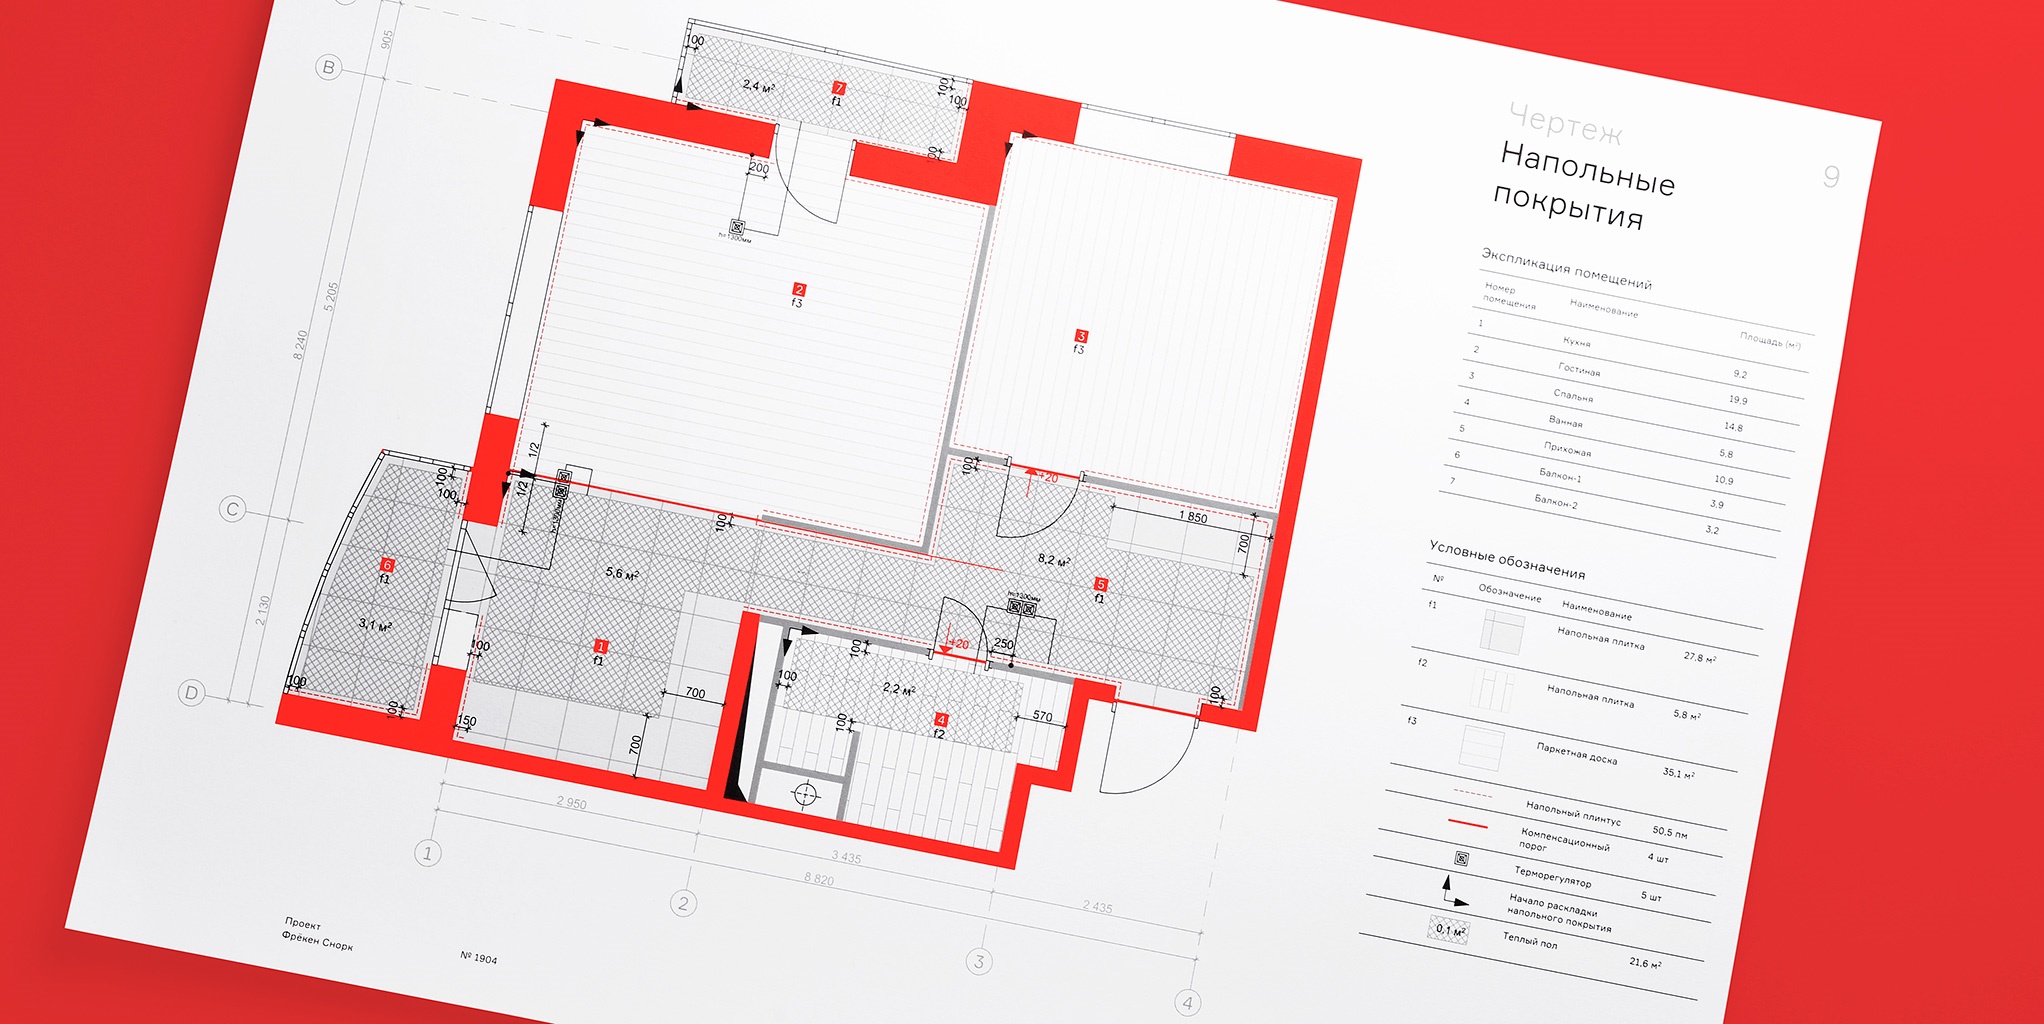 Чертеж
Напольные
покрытия
9
Экспликация помещений
Номер помещения Наименование Площадь (м²)
1 Кухня 9,2
2 Гостиная 19,9
3 Спальня 14,8
4 Ванная 5,8
5 Прихожая 10,9
6 Балкон-1 3,9
7 Балкон-2 3,2
Условные обозначения
№ Обозначение Наименование
f1 Напольная плитка 27,8 м²
f2 Напольная плитка 5,8 м²
f3 Паркетная доска 35,1 м²
Напольный плинтус 50,5 пм
Компенсационный
порог 4 шт
Терморегулятор 5 шт
Начало раскладки
напольного покрытия
0,1 м² Теплый пол 21,6 м²
905
B
5 205
8 240
C
2 130
D
100
2,4 м²
7
f1
100
100
100
200
h=1300мм
2
f3
3
f3
1/2
1/2
h=1300мм
100
100
6
f1
3,1 м²
100
100
100
5,6 м²
100
1
f1
700
700
150
100
+20
1 850
700
8,2 м²
5
f1
h=1300мм
+20
250
100
100
100
2,2 м²
4
f2
100
570
2 950
3 435
8 820
2 435
1
2
3
4
Проект
Фрёкен Снорк
№ 1904